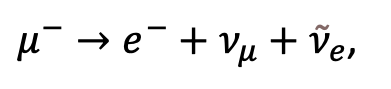 μ⁻ → e⁻ + ν_μ + ν̃_e,